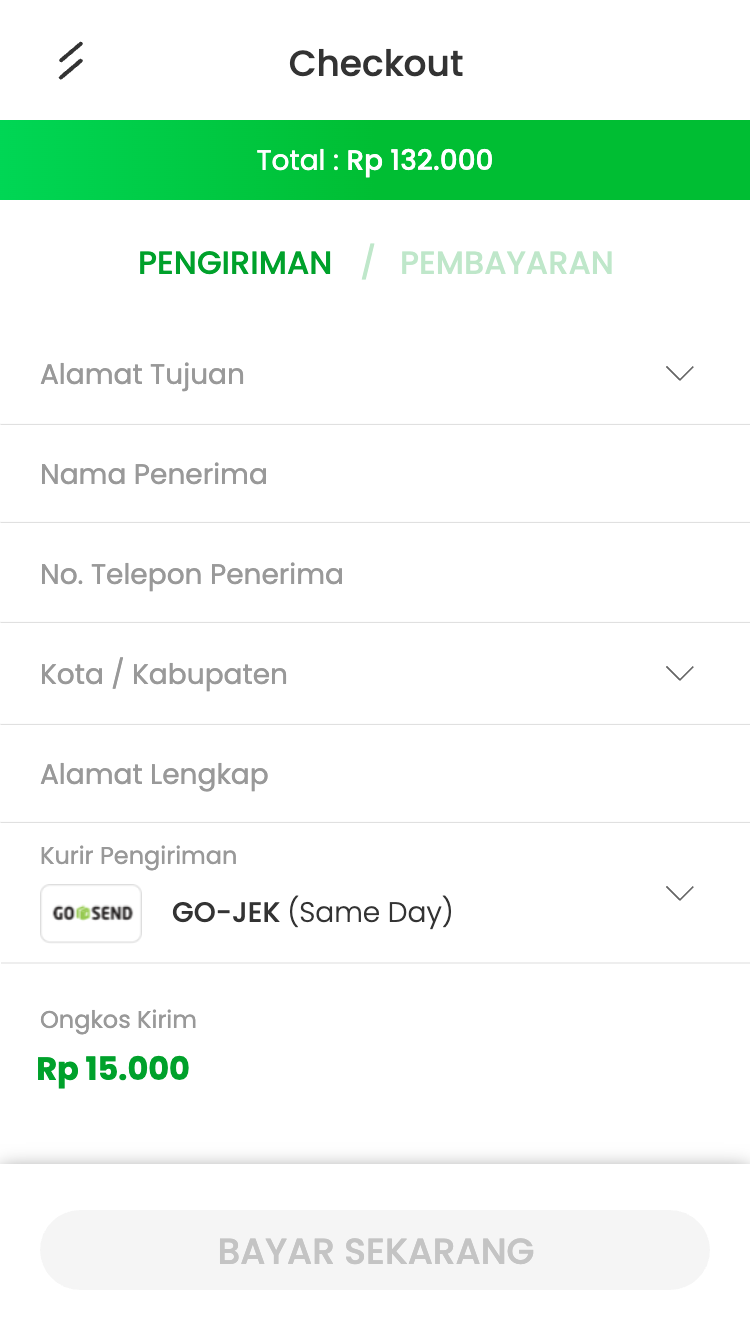 Checkout
Total : Rp 132.000
PENGIRIMAN / PEMBAYARAN
Alamat Tujuan
Nama Penerima
No. Telepon Penerima
Kota / Kabupaten
Alamat Lengkap
Kurir Pengiriman
GO SEND
GO-JEK (Same Day)
Ongkos Kirim
Rp 15.000
BAYAR SEKARANG